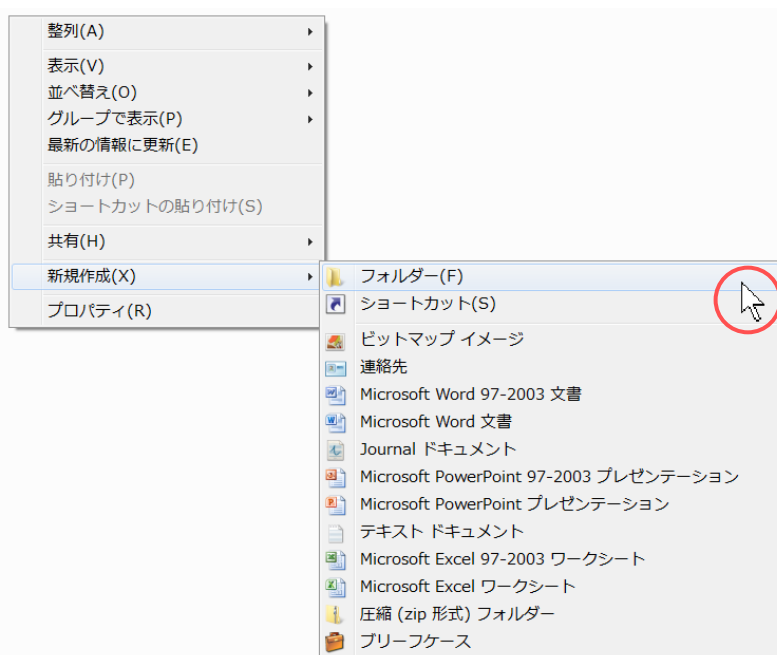 整列(A)
表示(V)
並べ替え(O)
グループで表示(P)
最新の情報に更新(E)
貼り付け(P)
ショートカットの貼り付け(S)
共有(H)
新規作成(X)
プロパティ(R)
フォルダー(F)
ショートカット(S)
ビットマップ イメージ
連絡先
Microsoft Word 97-2003 文書
Microsoft Word 文書
Journal ドキュメント
Microsoft PowerPoint 97-2003 プレゼンテーション
Microsoft PowerPoint プレゼンテーション
テキスト ドキュメント
Microsoft Excel 97-2003 ワークシート
Microsoft Excel ワークシート
圧縮 (zip 形式) フォルダー
ブリーフケース